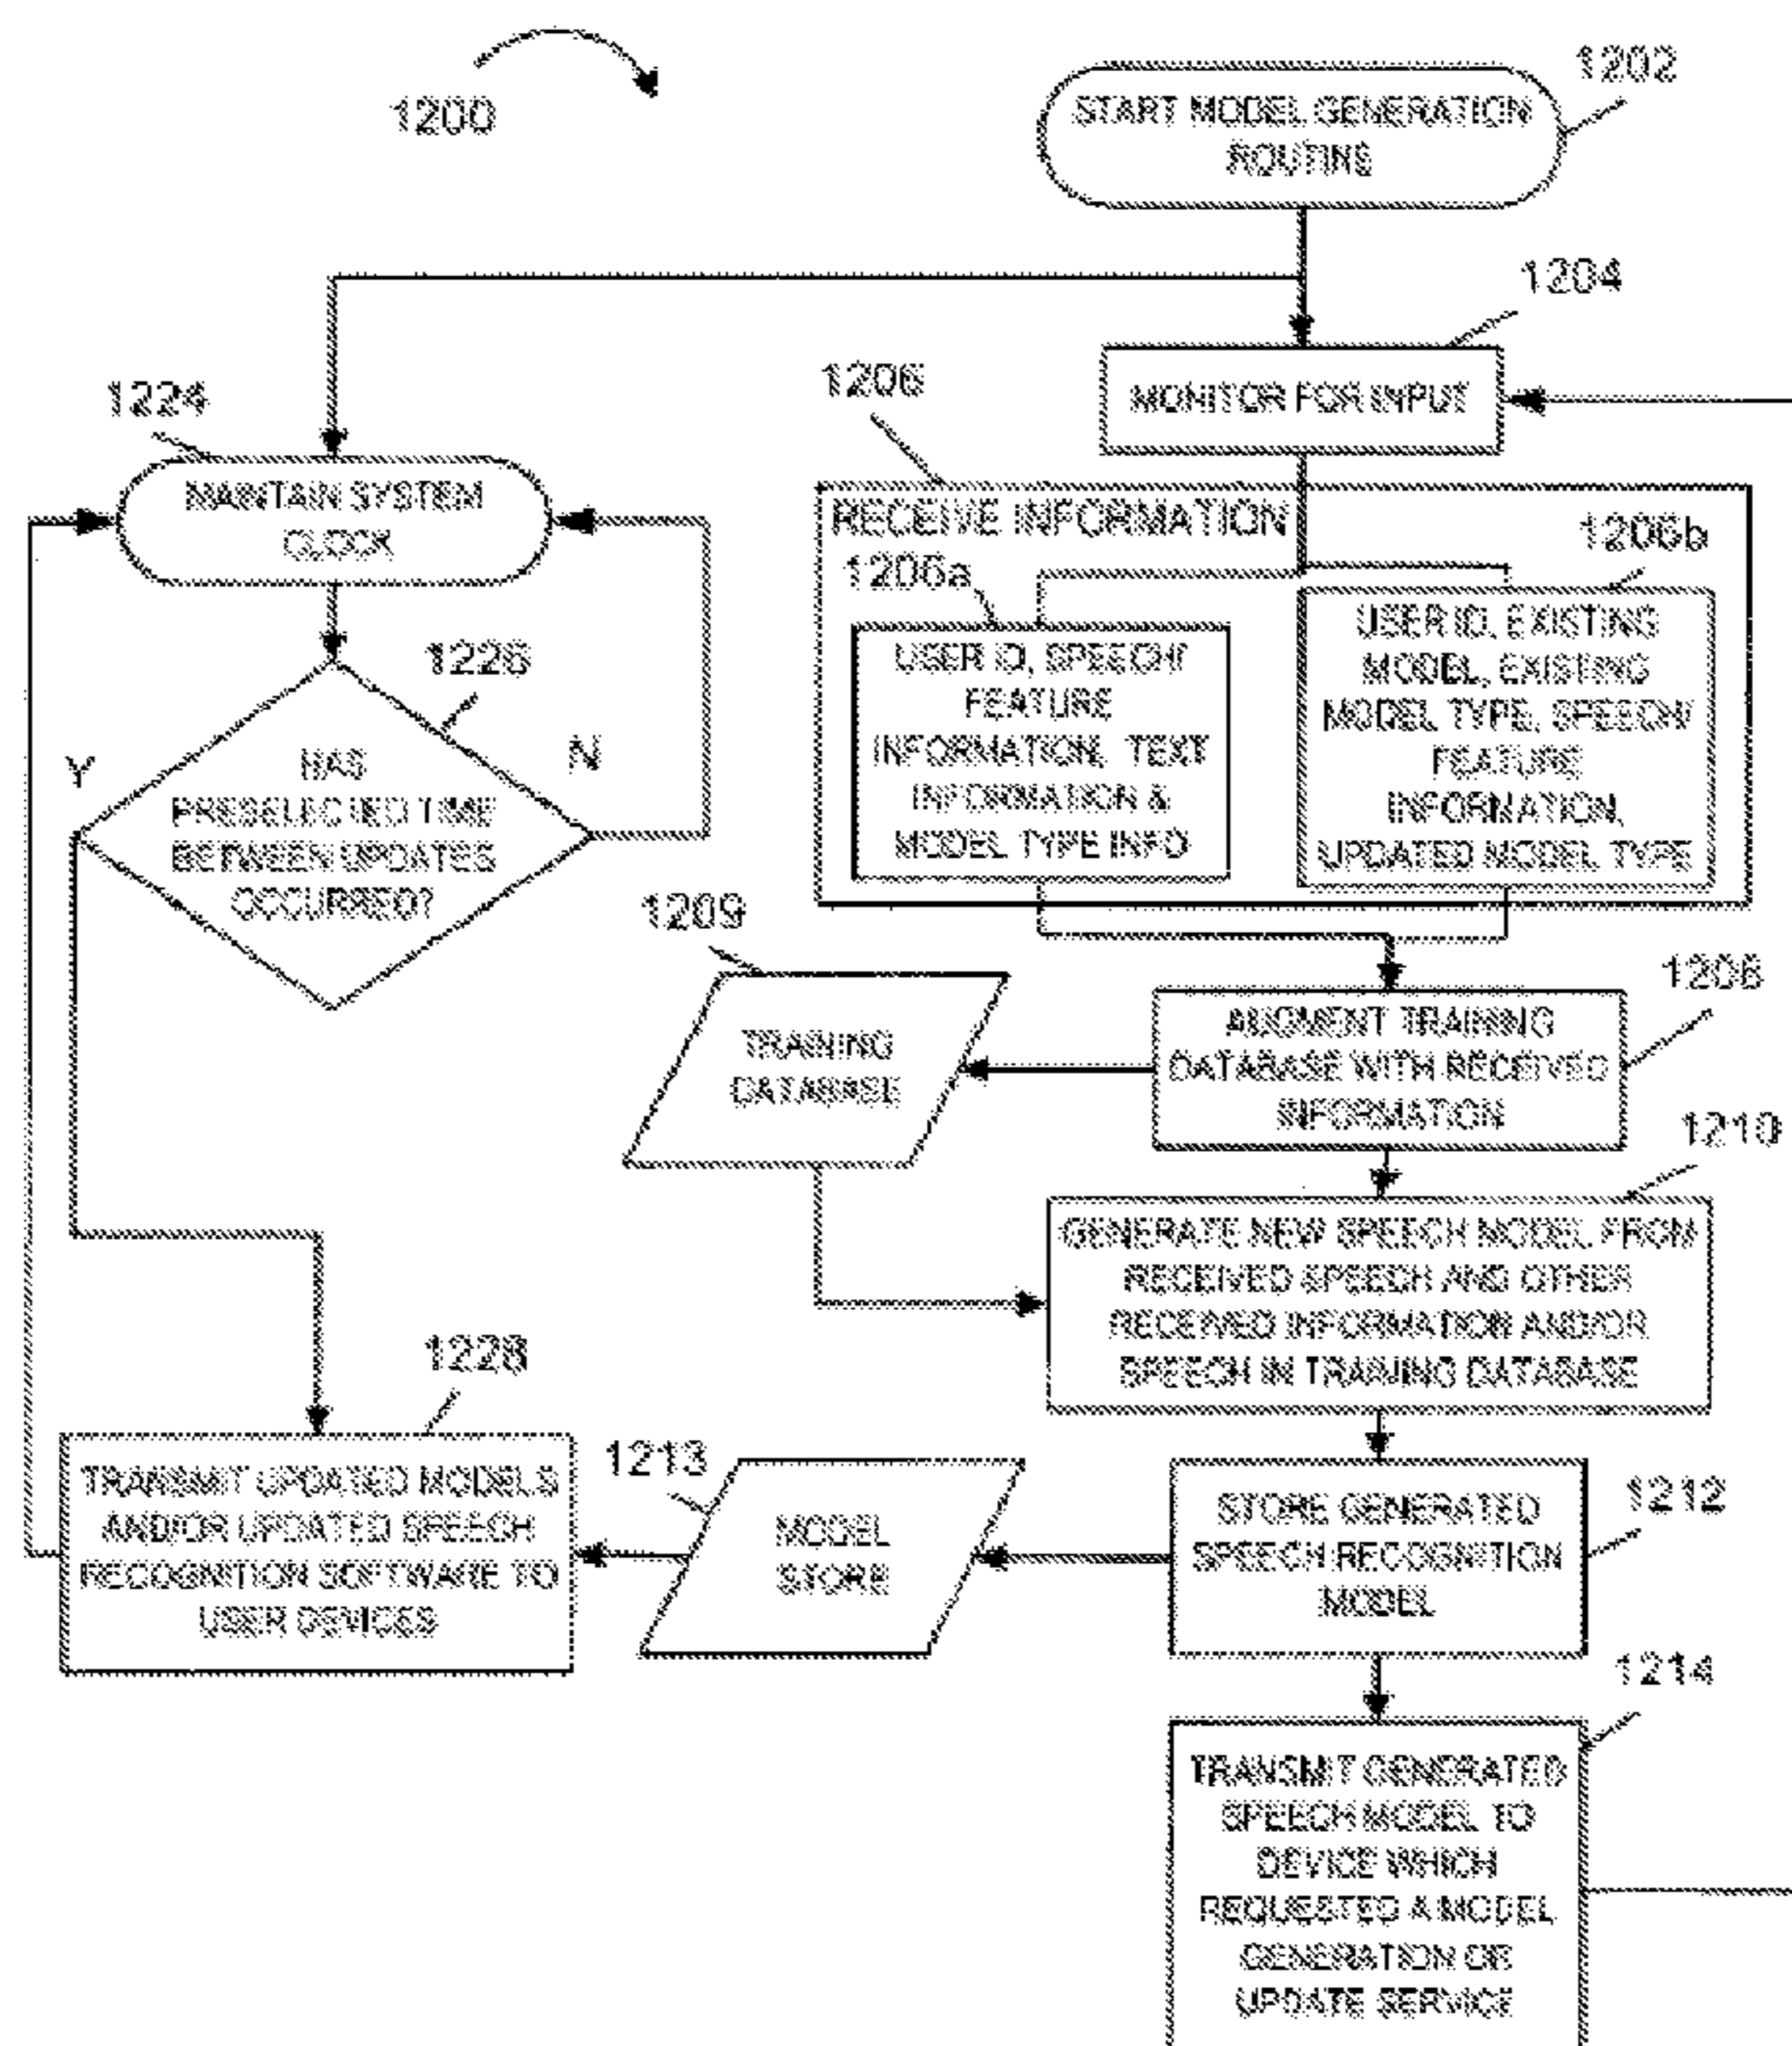 1200
1202
START MODEL GENERATION
ROUTINE
1204
MONITOR FOR INPUT
1206
RECEIVE INFORMATION
1206a
USER ID, SPEECH/
FEATURE
INFORMATION, TEXT
INFORMATION &
MODEL TYPE INFO
1206b
USER ID, EXISTING
MODEL, EXISTING
MODEL TYPE, SPEECH/
FEATURE
INFORMATION,
UPDATED MODEL TYPE
1224
MAINTAIN SYSTEM
CLOCK
1226
Y
N
HAS
PRESELECTED TIME
BETWEEN UPDATES
OCCURRED?
1209
TRAINING
DATABASE
AUGMENT TRAINING
DATABASE WITH RECEIVED
INFORMATION
1210
GENERATE NEW SPEECH MODEL FROM
RECEIVED SPEECH AND OTHER
RECEIVED INFORMATION AND/OR
SPEECH IN TRAINING DATABASE
1228
TRANSMIT UPDATED MODELS
AND/OR UPDATED SPEECH
RECOGNITION SOFTWARE TO
USER DEVICES
1213
MODEL
STORE
1212
STORE GENERATED
SPEECH RECOGNITION
MODEL
1214
TRANSMIT GENERATED
SPEECH MODEL TO
DEVICE WHICH
REQUESTED A MODEL
GENERATION OR
UPDATE SERVICE